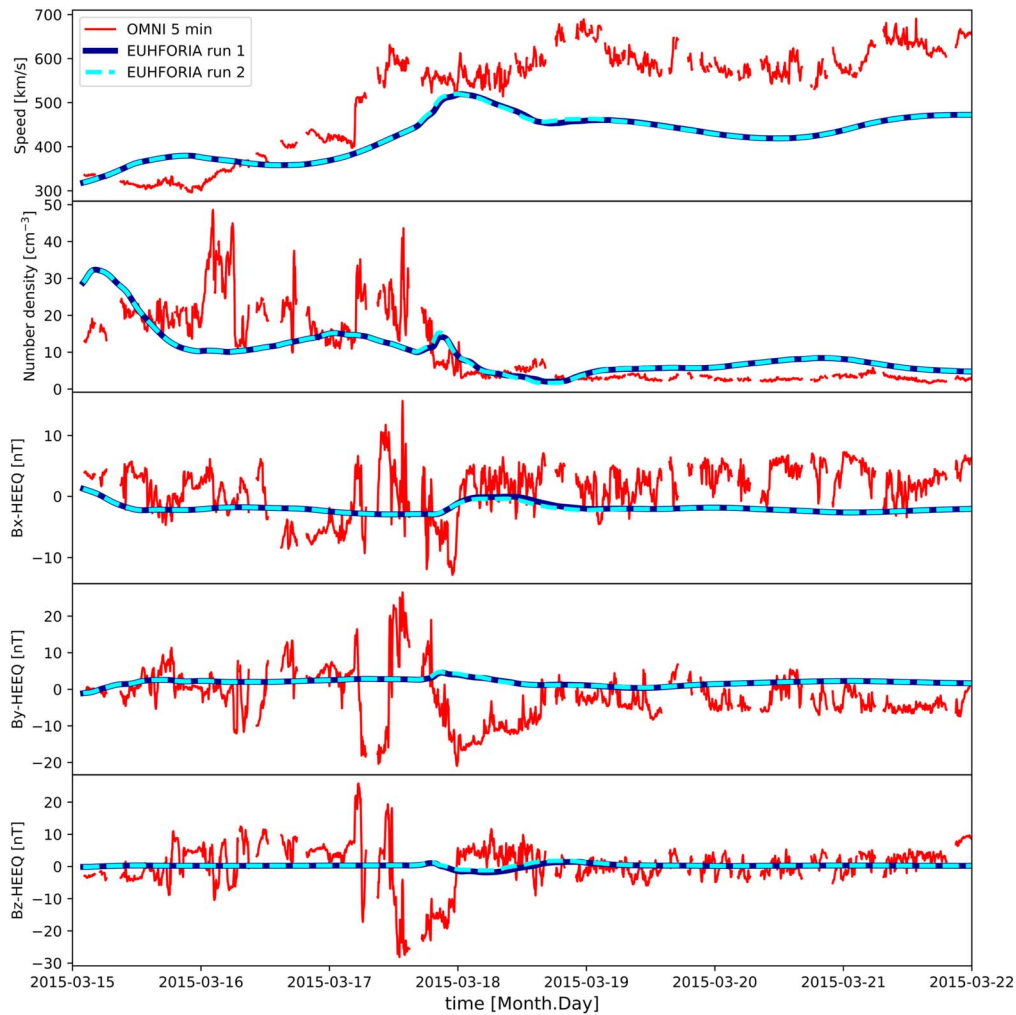 OMNI 5 min
EUHFORIA run 1
EUHFORIA run 2
Speed [km/s]
700
600
500
400
300
Number density [cm⁻³]
50
40
30
20
10
0
Bx-HEEQ [nT]
10
0
−10
By-HEEQ [nT]
20
10
0
−10
−20
Bz-HEEQ [nT]
20
10
0
−10
−20
−30
2015-03-15 2015-03-16 2015-03-17 2015-03-18 2015-03-19 2015-03-20 2015-03-21 2015-03-22
time [Month.Day]